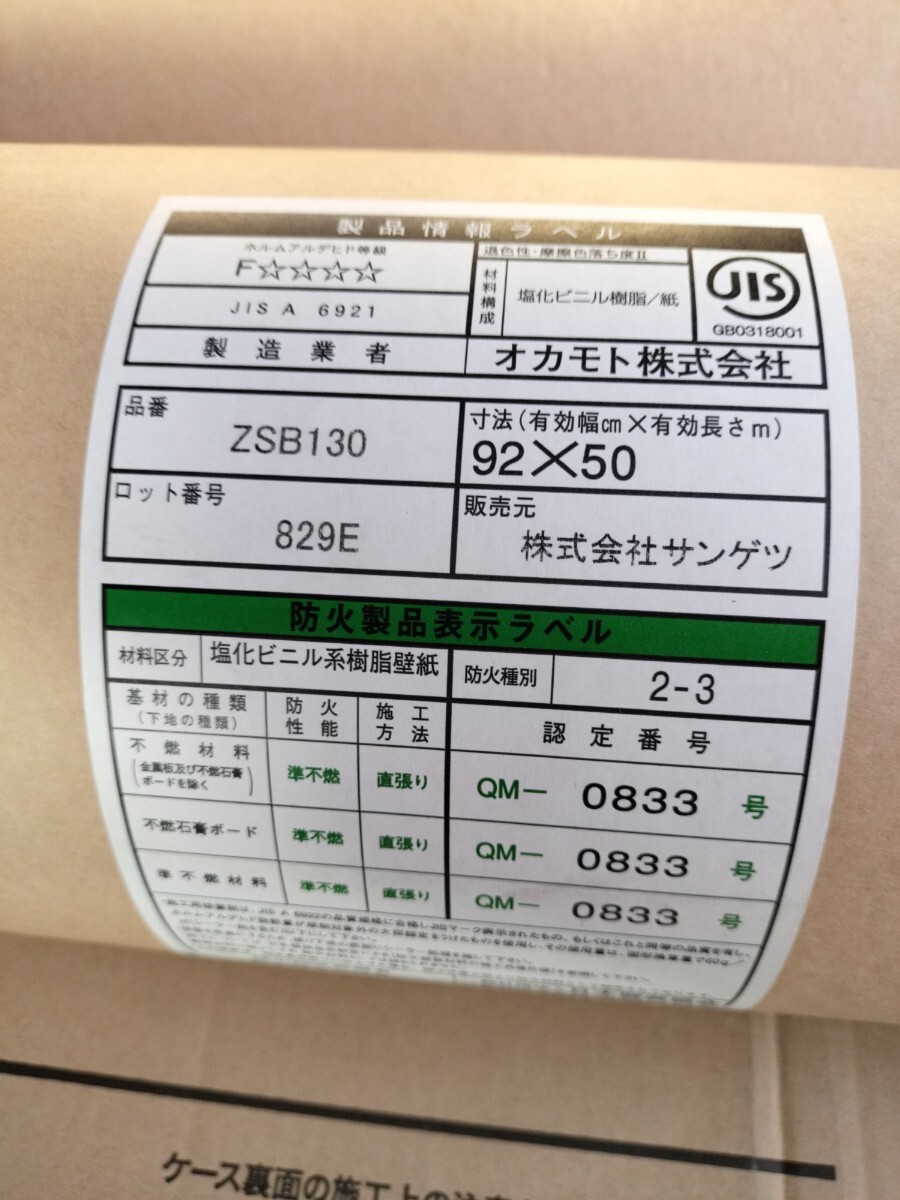 製品情報ラベル
ホルムアルデヒド等級
F☆☆☆☆
JIS A 6921
退色性・摩擦色落ち度Ⅱ
材料構成
塩化ビニル樹脂/紙
JIS
GB0318001
製造業者
オカモト株式会社
品番
ZSB130
寸法(有効幅㎝×有効長さm)
92×50
ロット番号
829E
販売元
株式会社サンゲツ
防火製品表示ラベル
材料区分
塩化ビニル系樹脂壁紙
防火種別
2-3
基材の種類
(下地の種類)
防火性能
施工方法
認定番号
不燃材料
(金属板及び不燃石膏ボードを除く)
準不燃
直張り
QM― 0833 号
不燃石膏ボード
準不燃
直張り
QM― 0833 号
準不燃材料
準不燃
直張り
QM― 0833 号
ケース裏面の施工上の注意